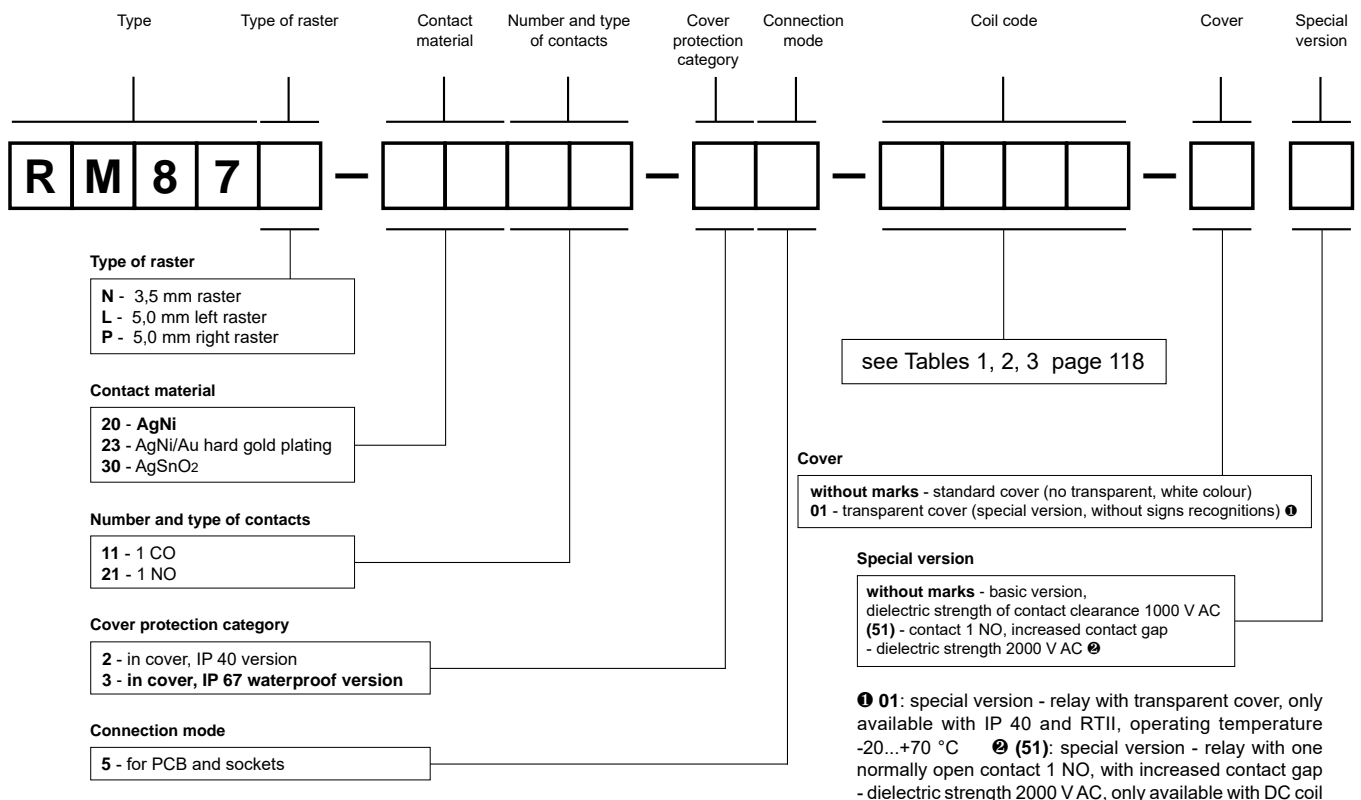 Type
Type of raster
Contact
material
Number and type
of contacts
Cover
protection
category
Connection
mode
Coil code
Cover
Special
version
R M 8 7 – – – –
Type of raster
N - 3,5 mm raster
L - 5,0 mm left raster
P - 5,0 mm right raster
see Tables 1, 2, 3 page 118
Contact material
20 - AgNi
23 - AgNi/Au hard gold plating
30 - AgSnO2
Cover
without marks - standard cover (no transparent, white colour)
01 - transparent cover (special version, without signs recognitions) ❶
Number and type of contacts
11 - 1 CO
21 - 1 NO
Special version
without marks - basic version,
dielectric strength of contact clearance 1000 V AC
(51) - contact 1 NO, increased contact gap
- dielectric strength 2000 V AC ❷
Cover protection category
2 - in cover, IP 40 version
3 - in cover, IP 67 waterproof version
Connection mode
5 - for PCB and sockets
❶ 01: special version - relay with transparent cover, only
available with IP 40 and RTII, operating temperature
-20...+70 °C ❷ (51): special version - relay with one
normally open contact 1 NO, with increased contact gap
- dielectric strength 2000 V AC, only available with DC coil